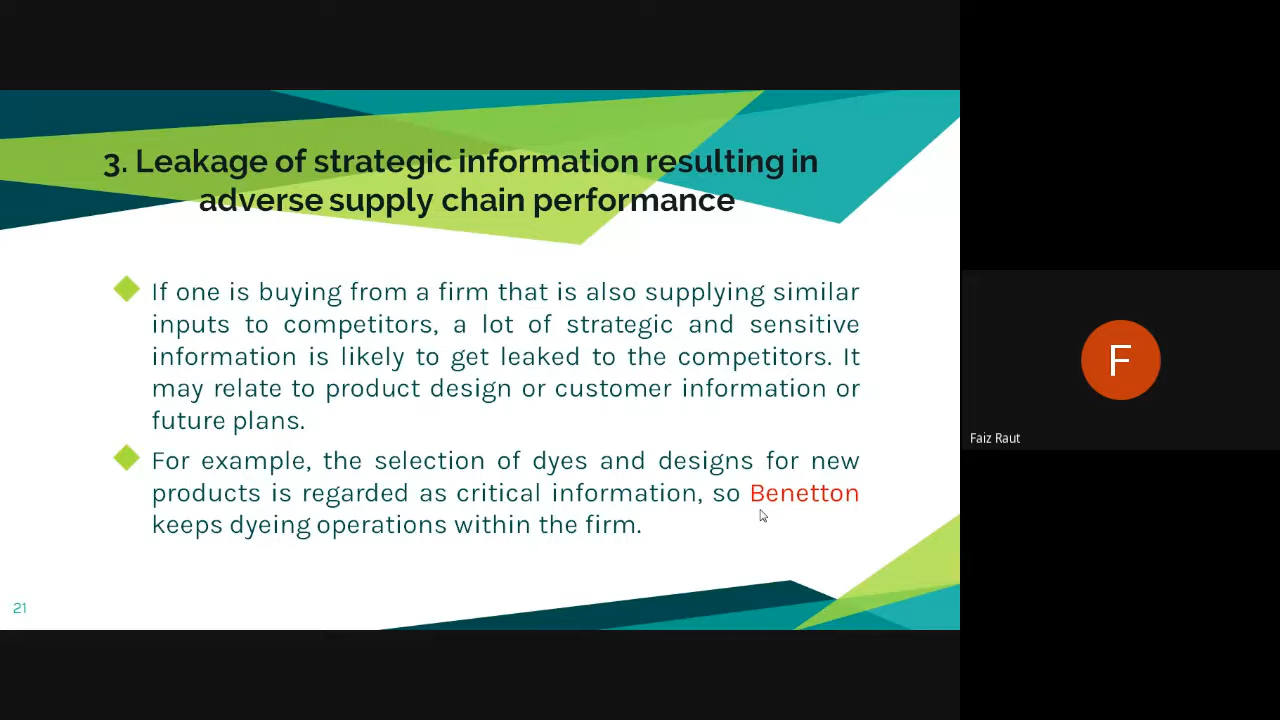 3. Leakage of strategic information resulting in
adverse supply chain performance
If one is buying from a firm that is also supplying similar
inputs to competitors, a lot of strategic and sensitive
information is likely to get leaked to the competitors. It
may relate to product design or customer information or
future plans.
For example, the selection of dyes and designs for new
products is regarded as critical information, so Benetton
keeps dyeing operations within the firm.
21
F
Faiz Raut